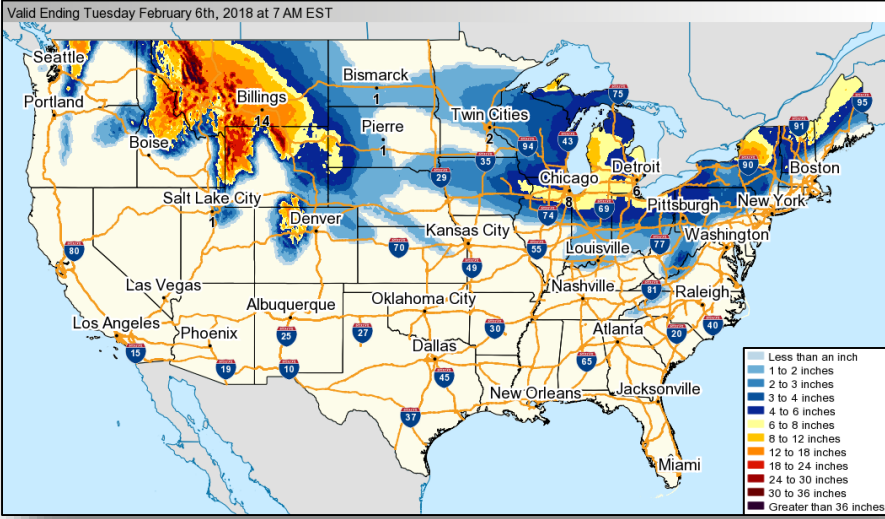 Valid Ending Tuesday February 6th, 2018 at 7 AM EST
Seattle
Portland
Billings
14
Bismarck
1
Pierre
1
Twin Cities
2
75
95
91
94
43
35
29
Boise
Chicago
8
Detroit
6
90
Boston
Salt Lake City
1
Denver
74
69
Pittsburgh
New York
Kansas City
80
70
49
55
Louisville
77
Washington
Las Vegas
Albuquerque
Oklahoma City
Nashville
81
Raleigh
Los Angeles
Phoenix
15
25
27
30
Atlanta
20
40
19
10
Dallas
45
65
37
New Orleans
Jacksonville
Miami
Less than an inch
1 to 2 inches
2 to 3 inches
3 to 4 inches
4 to 6 inches
6 to 8 inches
8 to 12 inches
12 to 18 inches
18 to 24 inches
24 to 30 inches
30 to 36 inches
Greater than 36 inches